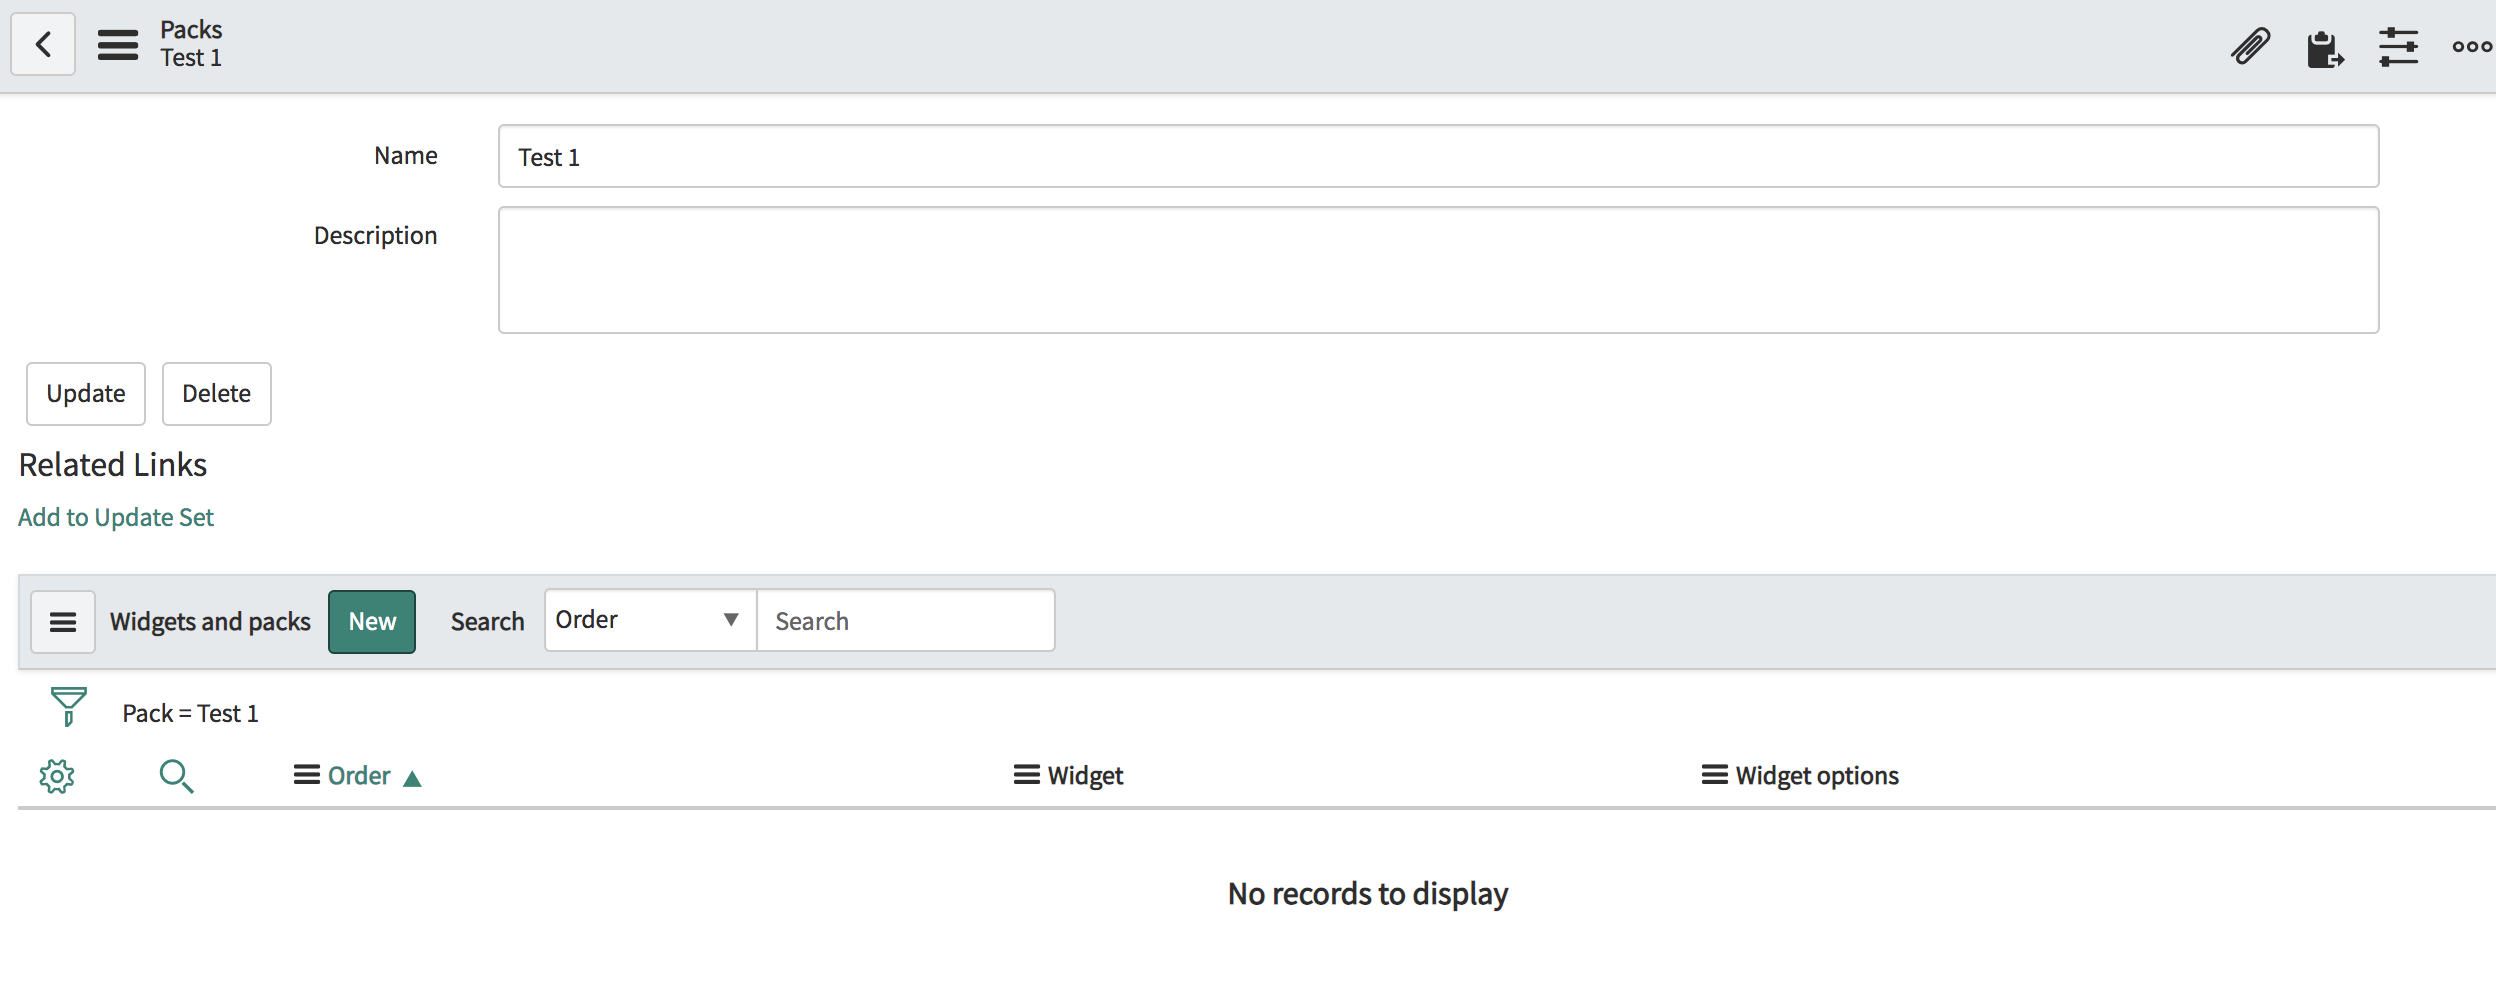 Packs
Test 1
Name
Test 1
Description
Update
Delete
Related Links
Add to Update Set
Widgets and packs
New
Search
Order
Search
Pack = Test 1
Order
Widget
Widget options
No records to display